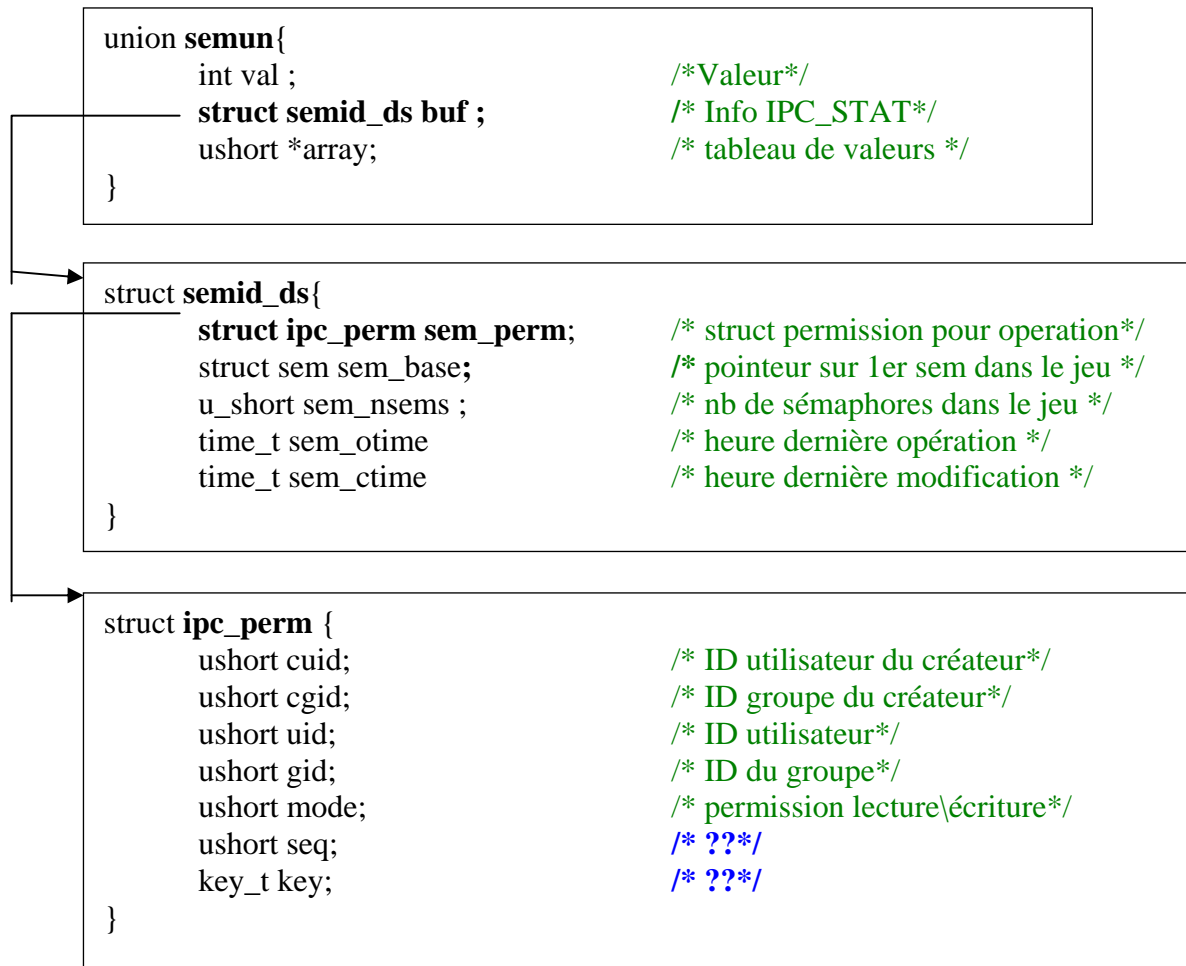 union semun{
int val ; /*Valeur*/
struct semid_ds buf ; /* Info IPC_STAT*/
ushort *array; /* tableau de valeurs */
}
struct semid_ds{
struct ipc_perm sem_perm; /* struct permission pour operation*/
struct sem sem_base; /* pointeur sur 1er sem dans le jeu */
u_short sem_nsems ; /* nb de sémaphores dans le jeu */
time_t sem_otime /* heure dernière opération */
time_t sem_ctime /* heure dernière modification */
}
struct ipc_perm {
ushort cuid; /* ID utilisateur du créateur*/
ushort cgid; /* ID groupe du créateur*/
ushort uid; /* ID utilisateur*/
ushort gid; /* ID du groupe*/
ushort mode; /* permission lecture\écriture*/
ushort seq; /* ??*/
key_t key; /* ??*/
}